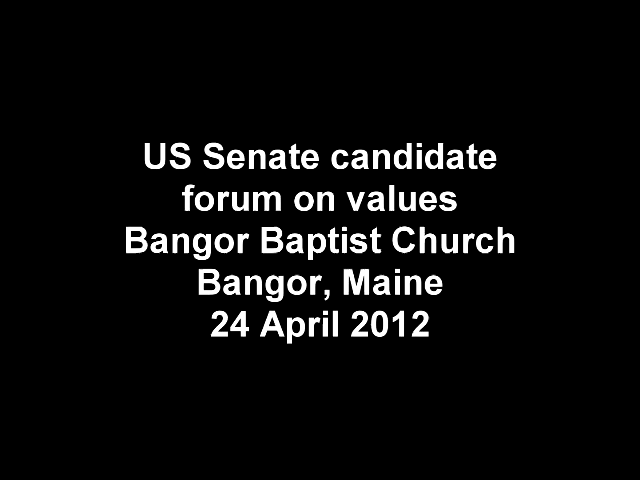 US Senate candidate
forum on values
Bangor Baptist Church
Bangor, Maine
24 April 2012